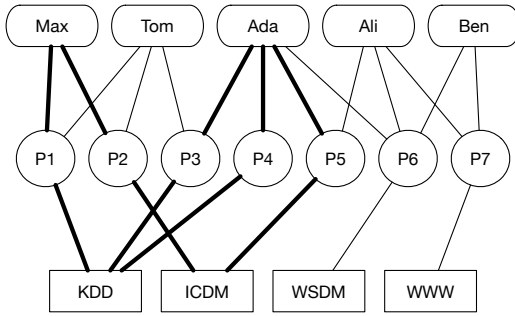 Max Tom Ada Ali Ben
P1 P2 P3 P4 P5 P6 P7
KDD ICDM WSDM WWW